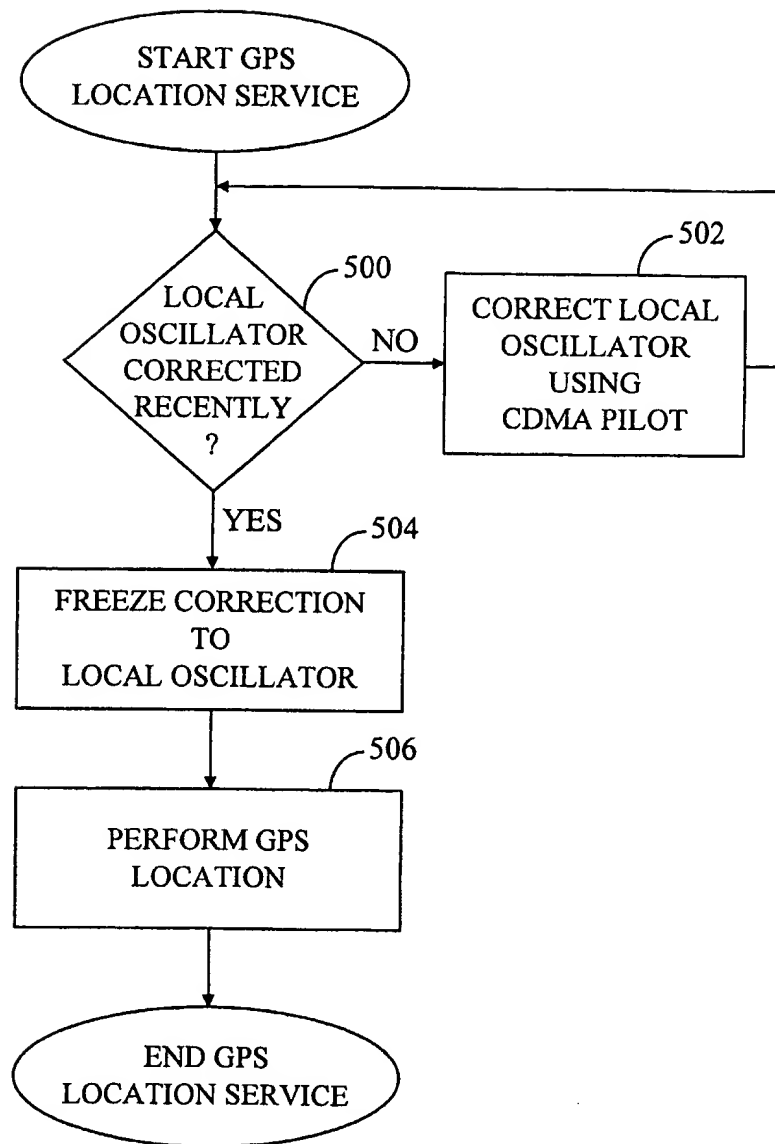 START GPS
LOCATION SERVICE
500
LOCAL
OSCILLATOR
CORRECTED
RECENTLY
?
NO
502
CORRECT LOCAL
OSCILLATOR
USING
CDMA PILOT
YES
504
FREEZE CORRECTION
TO
LOCAL OSCILLATOR
506
PERFORM GPS
LOCATION
END GPS
LOCATION SERVICE